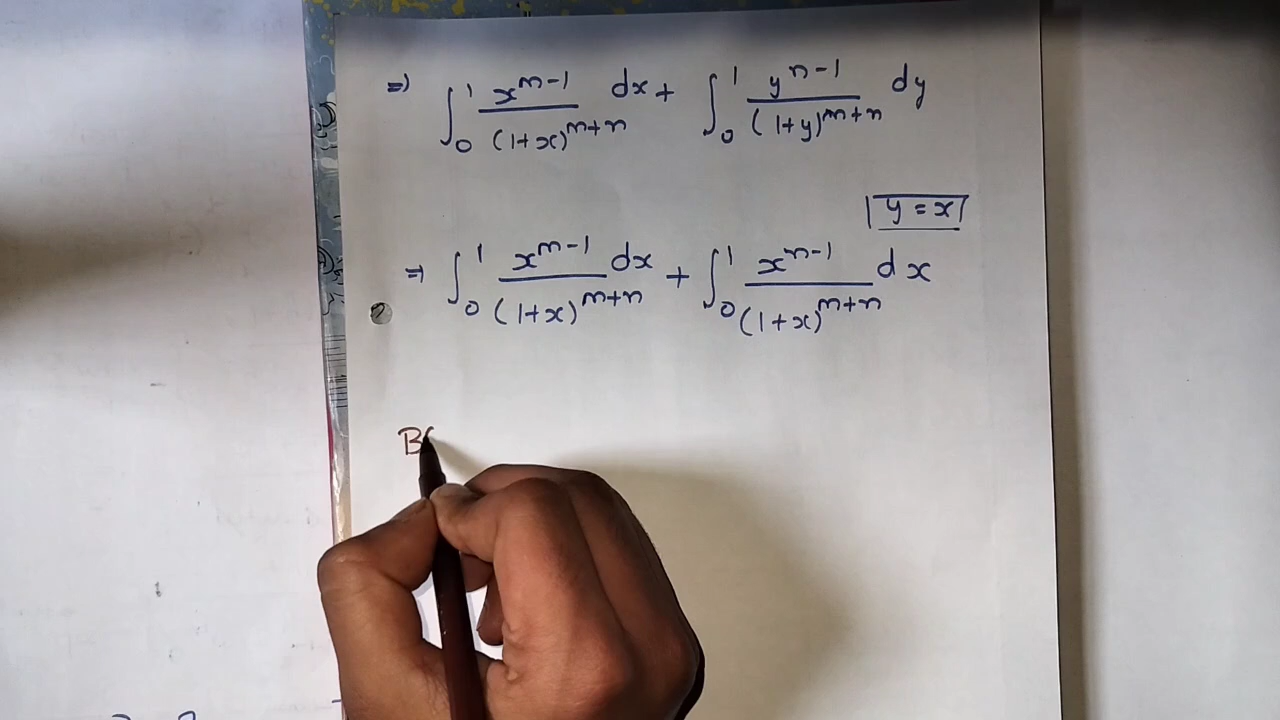 ⇒ ∫₀¹ x^(m-1)/(1+x)^(m+n) dx + ∫₀¹ y^(n-1)/(1+y)^(m+n) dy
y = x
⇒ ∫₀¹ x^(m-1)/(1+x)^(m+n) dx + ∫₀¹ x^(n-1)/(1+x)^(m+n) dx
B(